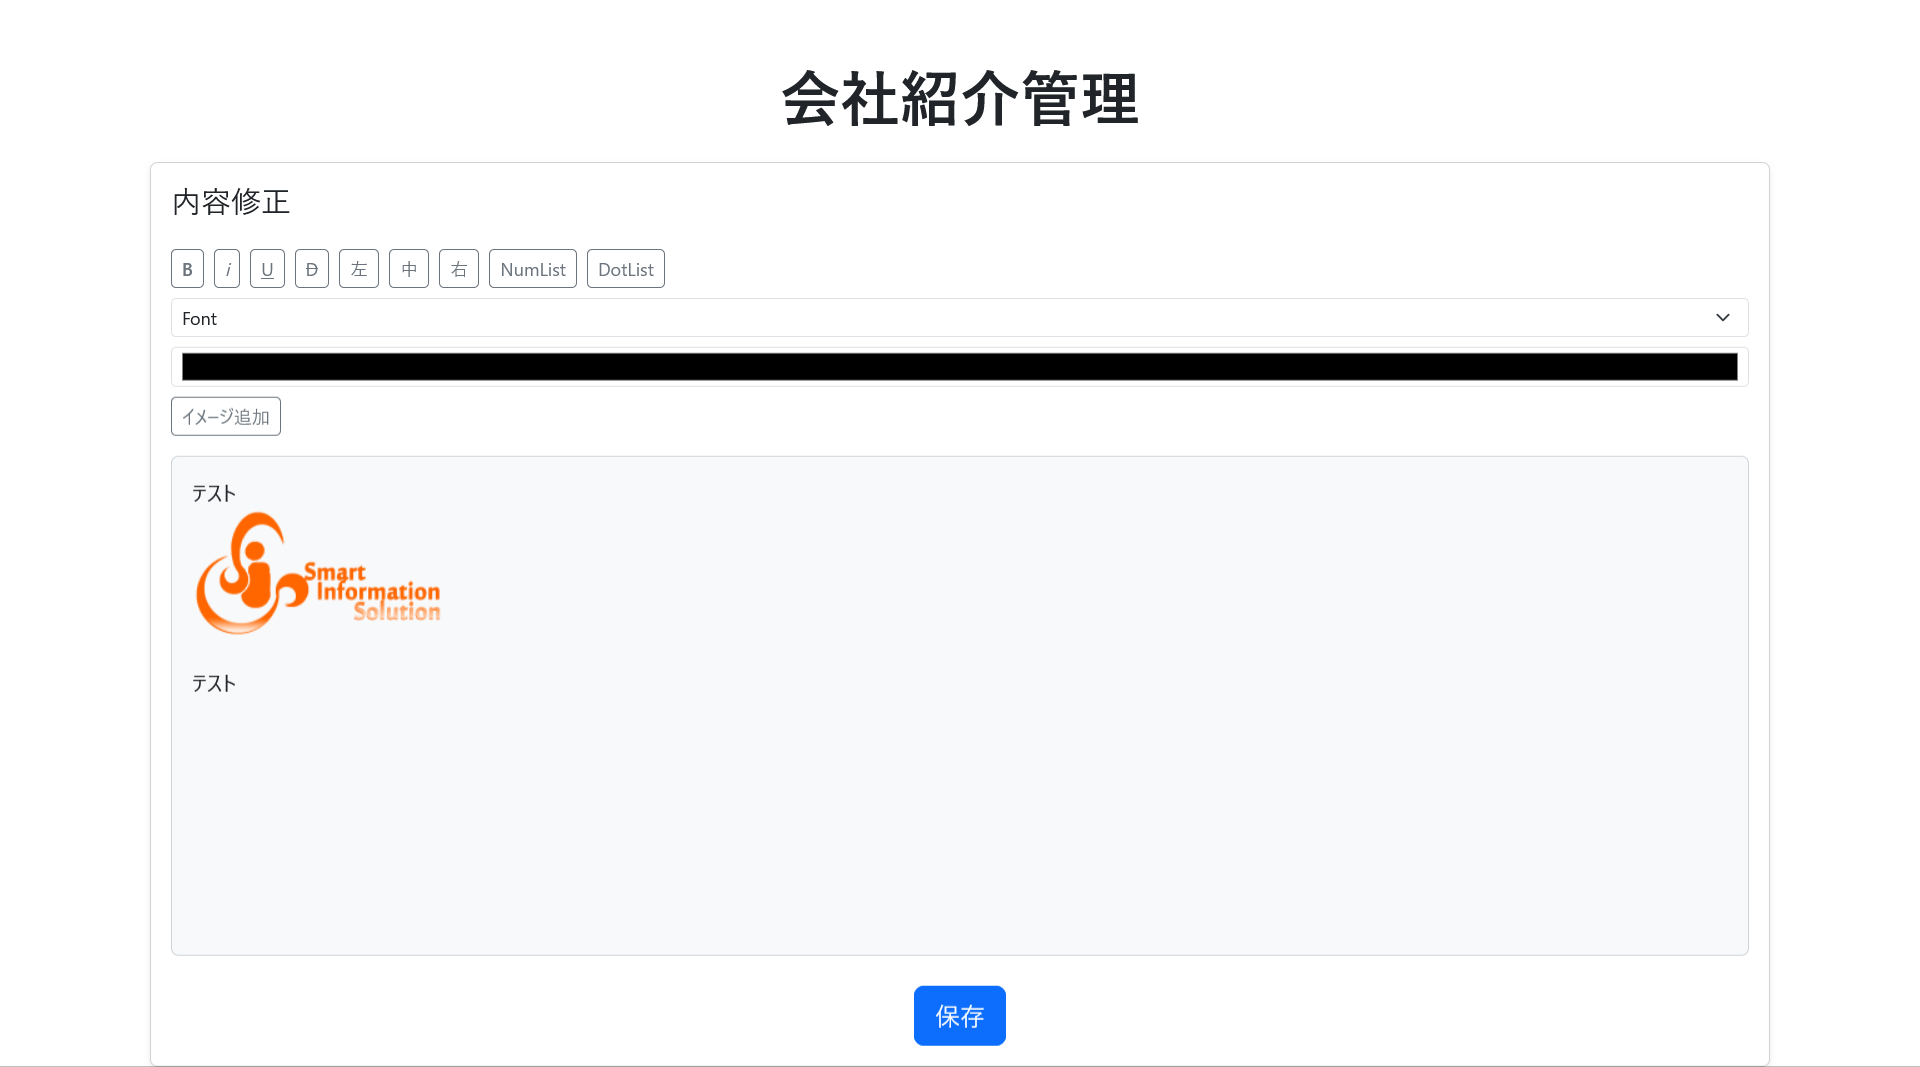 会社紹介管理
内容修正
B i U D 左 中 右 NumList DotList
Font
イメージ追加
テスト
Smart
Information
Solution
テスト
保存